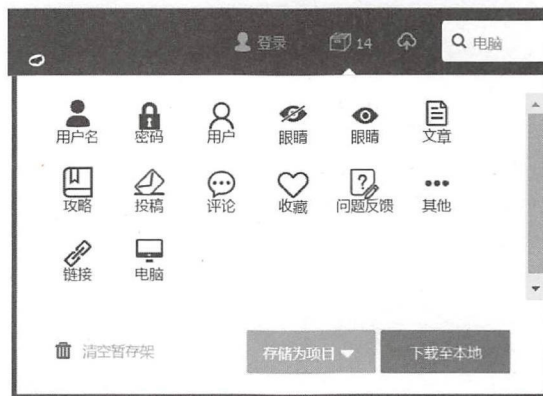 登录 14 电脑
用户名 密码 用户 眼睛 眼睛 文章
攻略 投稿 评论 收藏 问题反馈 其他
链接 电脑
清空暂存架 存储为项目 下载至本地